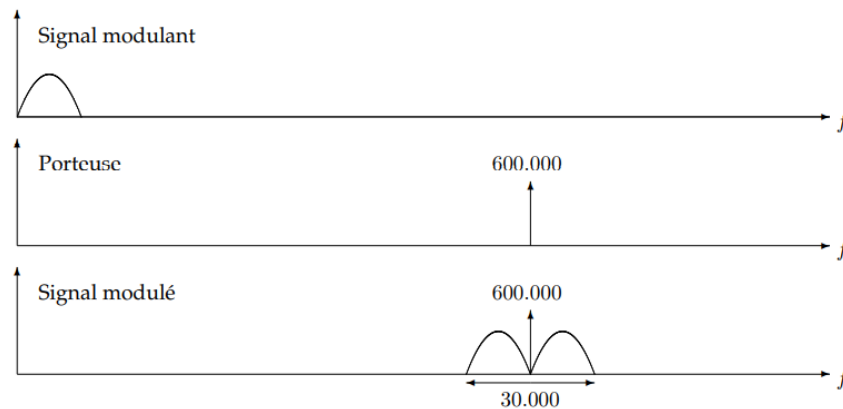 Signal modulant
f
Porteuse
600.000
f
Signal modulé
600.000
f
30.000